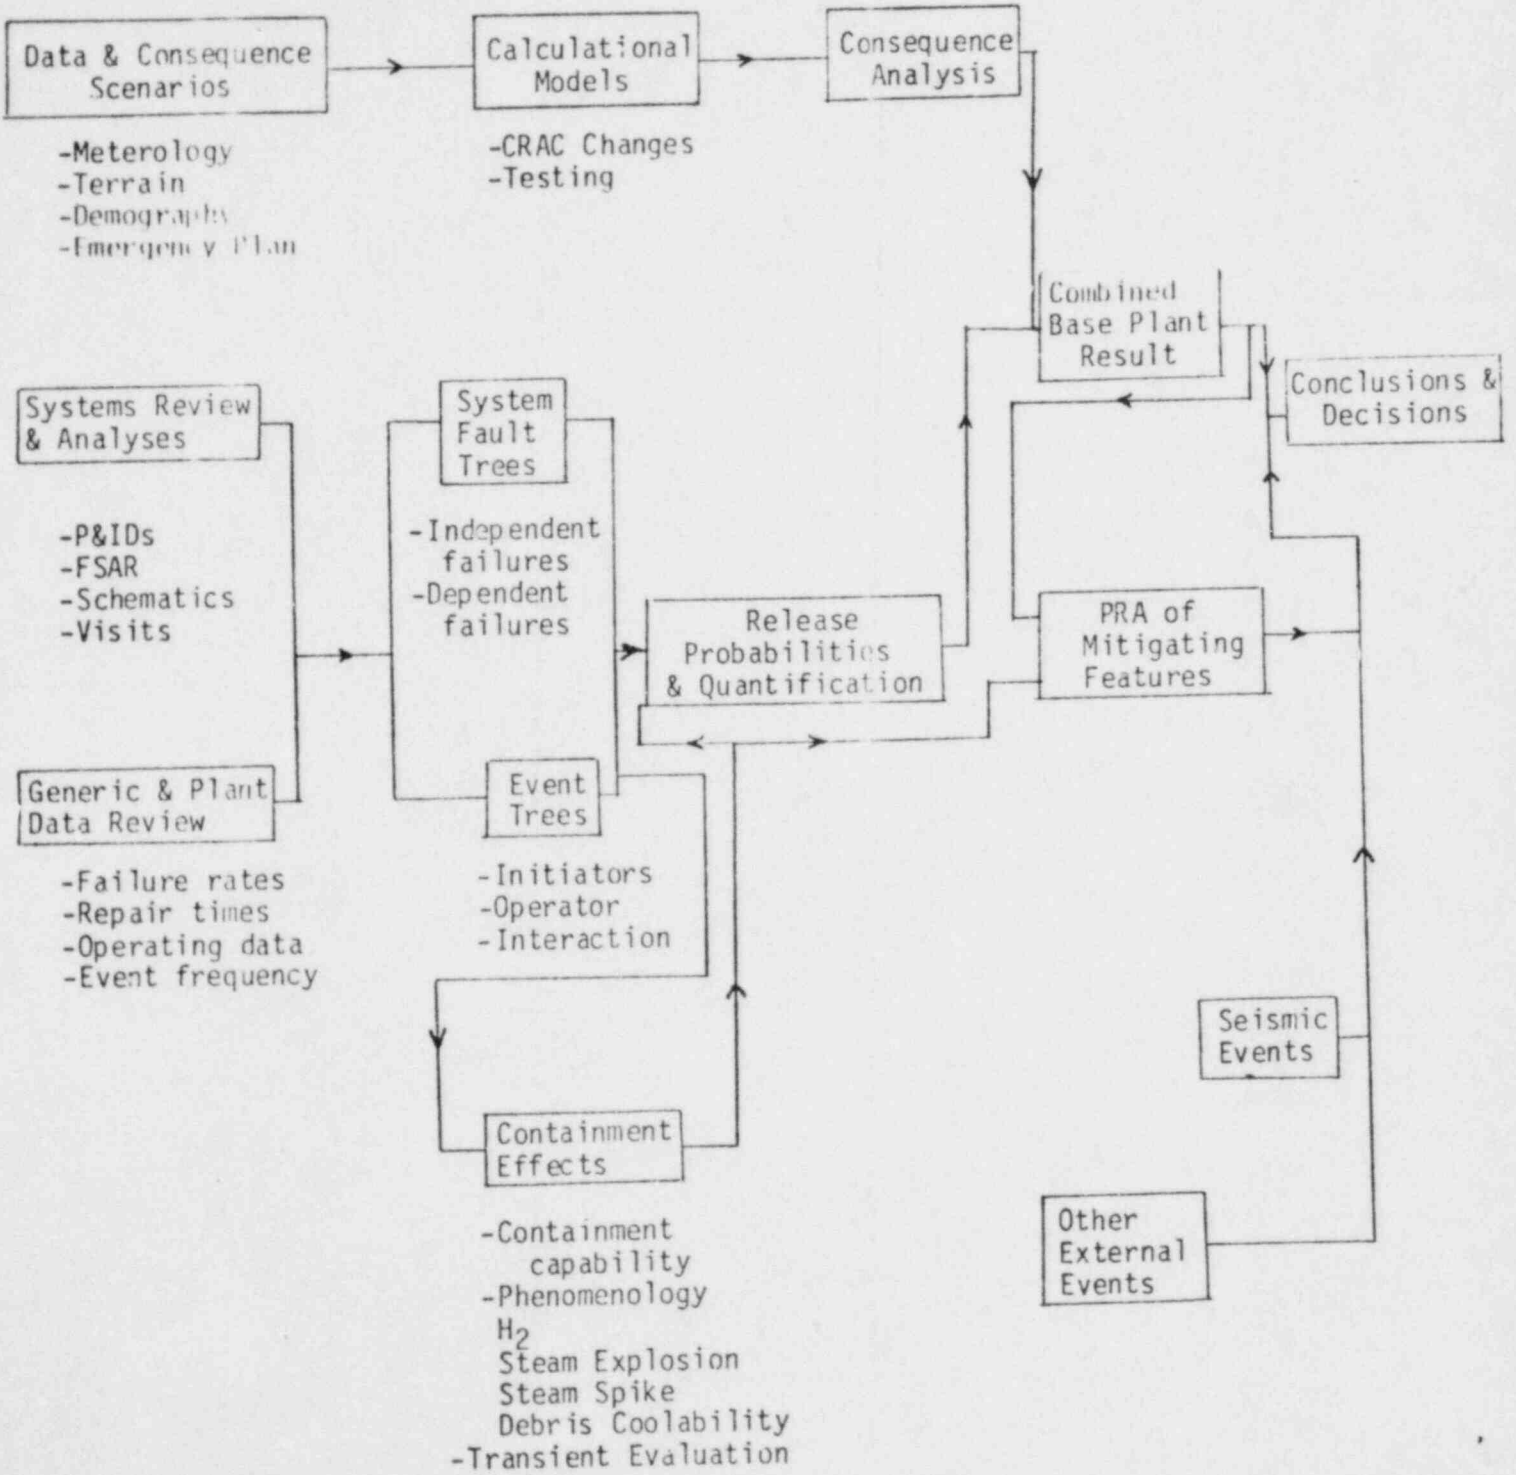 Data & Consequence
Scenarios
-Meterology
-Terrain
-Demography
-Emergency Plan
Calculational
Models
-CRAC Changes
-Testing
Consequence
Analysis
Combined
Base Plant
Result
Conclusions &
Decisions
Systems Review
& Analyses
-P&IDs
-FSAR
-Schematics
-Visits
System
Fault
Trees
-Independent
failures
-Dependent
failures
Release
Probabilities
& Quantification
PRA of
Mitigating
Features
Generic & Plant
Data Review
-Failure rates
-Repair times
-Operating data
-Event frequency
Event
Trees
-Initiators
-Operator
-Interaction
Seismic
Events
Containment
Effects
-Containment
capability
-Phenomenology
H2
Steam Explosion
Steam Spike
Debris Coolability
-Transient Evaluation
Other
External
Events